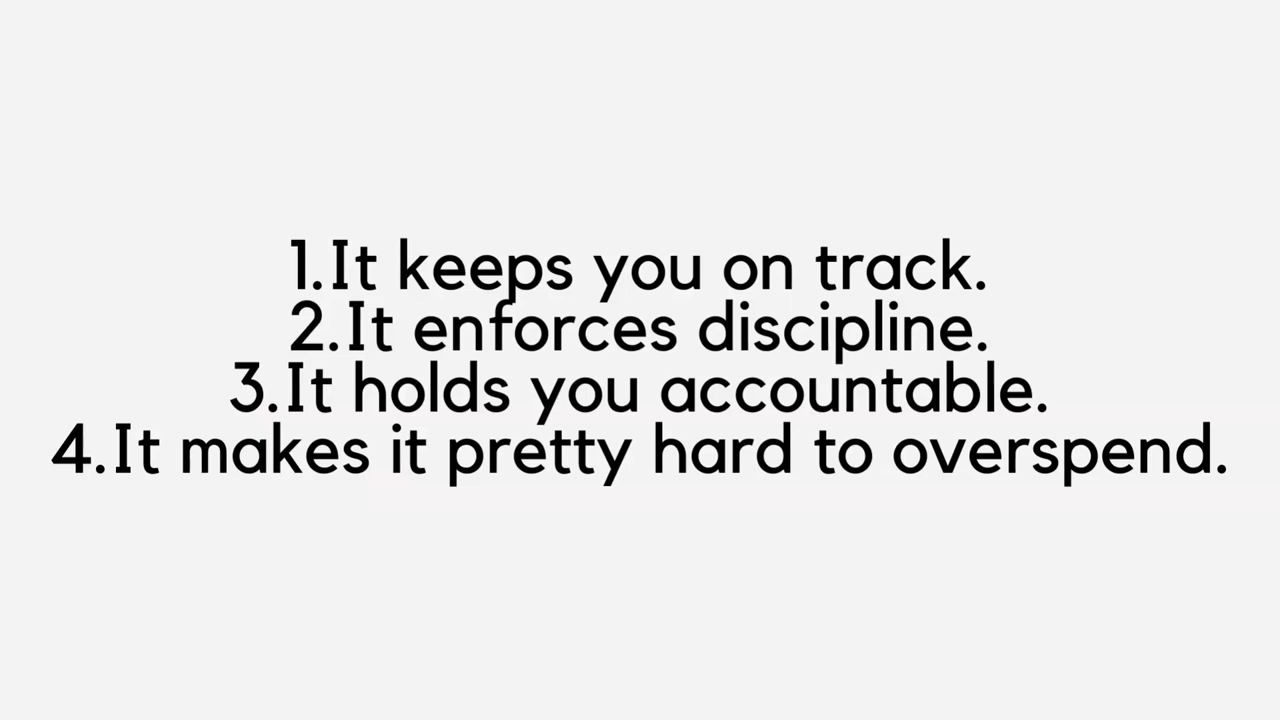 1.It keeps you on track.
2.It enforces discipline.
3.It holds you accountable.
4.It makes it pretty hard to overspend.